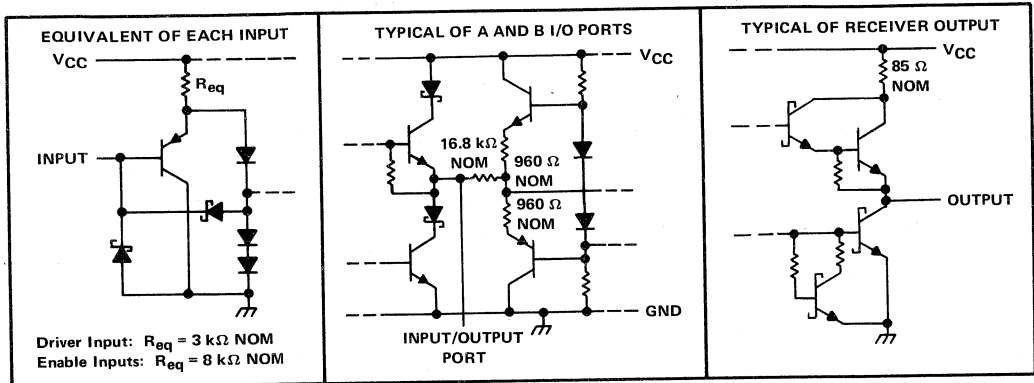 EQUIVALENT OF EACH INPUT
VCC
Req
INPUT
Driver Input: Req = 3 kΩ NOM
Enable Inputs: Req = 8 kΩ NOM
TYPICAL OF A AND B I/O PORTS
VCC
16.8 kΩ
NOM
960 Ω
NOM
960 Ω
NOM
GND
INPUT/OUTPUT
PORT
TYPICAL OF RECEIVER OUTPUT
VCC
85 Ω
NOM
OUTPUT